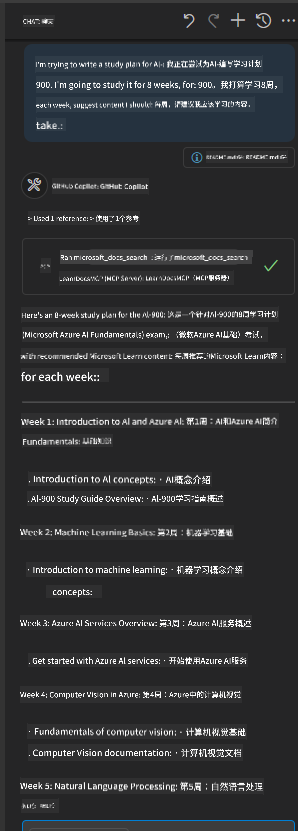 CHAT: 聊天
I'm trying to write a study plan for AI- 我正在尝试为AI-编写学习计划
900. I'm going to study it for 8 weeks, for: 900，我打算学习8周，
each week, suggest content I should 每周，请建议我应该学习的内容，
take.:
README.md:G4: README.md:G4
GitHub Copilot: GitHub Copilot
> Used 1 reference: > 使用了1个参考
Ran microsoft_docs_search microsoft_docs_search
LearnDocsMCP (MCP Server): LearnDocsMCP（MCP服务器）
Here's an 8-week study plan for the AI-900: 这是一个针对AI-900的8周学习计划
(Microsoft Azure AI Fundamentals) exam,: （微软Azure AI基础）考试，
with recommended Microsoft Learn content: 每周推荐的Microsoft Learn内容：
for each week::
Week 1: Introduction to AI and Azure AI: 第1周：AI和Azure AI简介
Fundamentals: 基础知识
. Introduction to AI concepts: · AI概念介绍
. AI-900 Study Guide Overview: · AI-900学习指南概述
Week 2: Machine Learning Basics: 第2周：机器学习基础
· Introduction to machine learning: · 机器学习概念介绍
concepts:
Week 3: Azure AI Services Overview: 第3周：Azure AI服务概述
. Get started with Azure AI services: · 开始使用Azure AI服务
Week 4: Computer Vision in Azure: 第4周：Azure中的计算机视觉
· Fundamentals of computer vision: · 计算机视觉基础
. Computer Vision documentation: · 计算机视觉文档
Week 5: Natural Language Processing: 第5周：自然语言处理